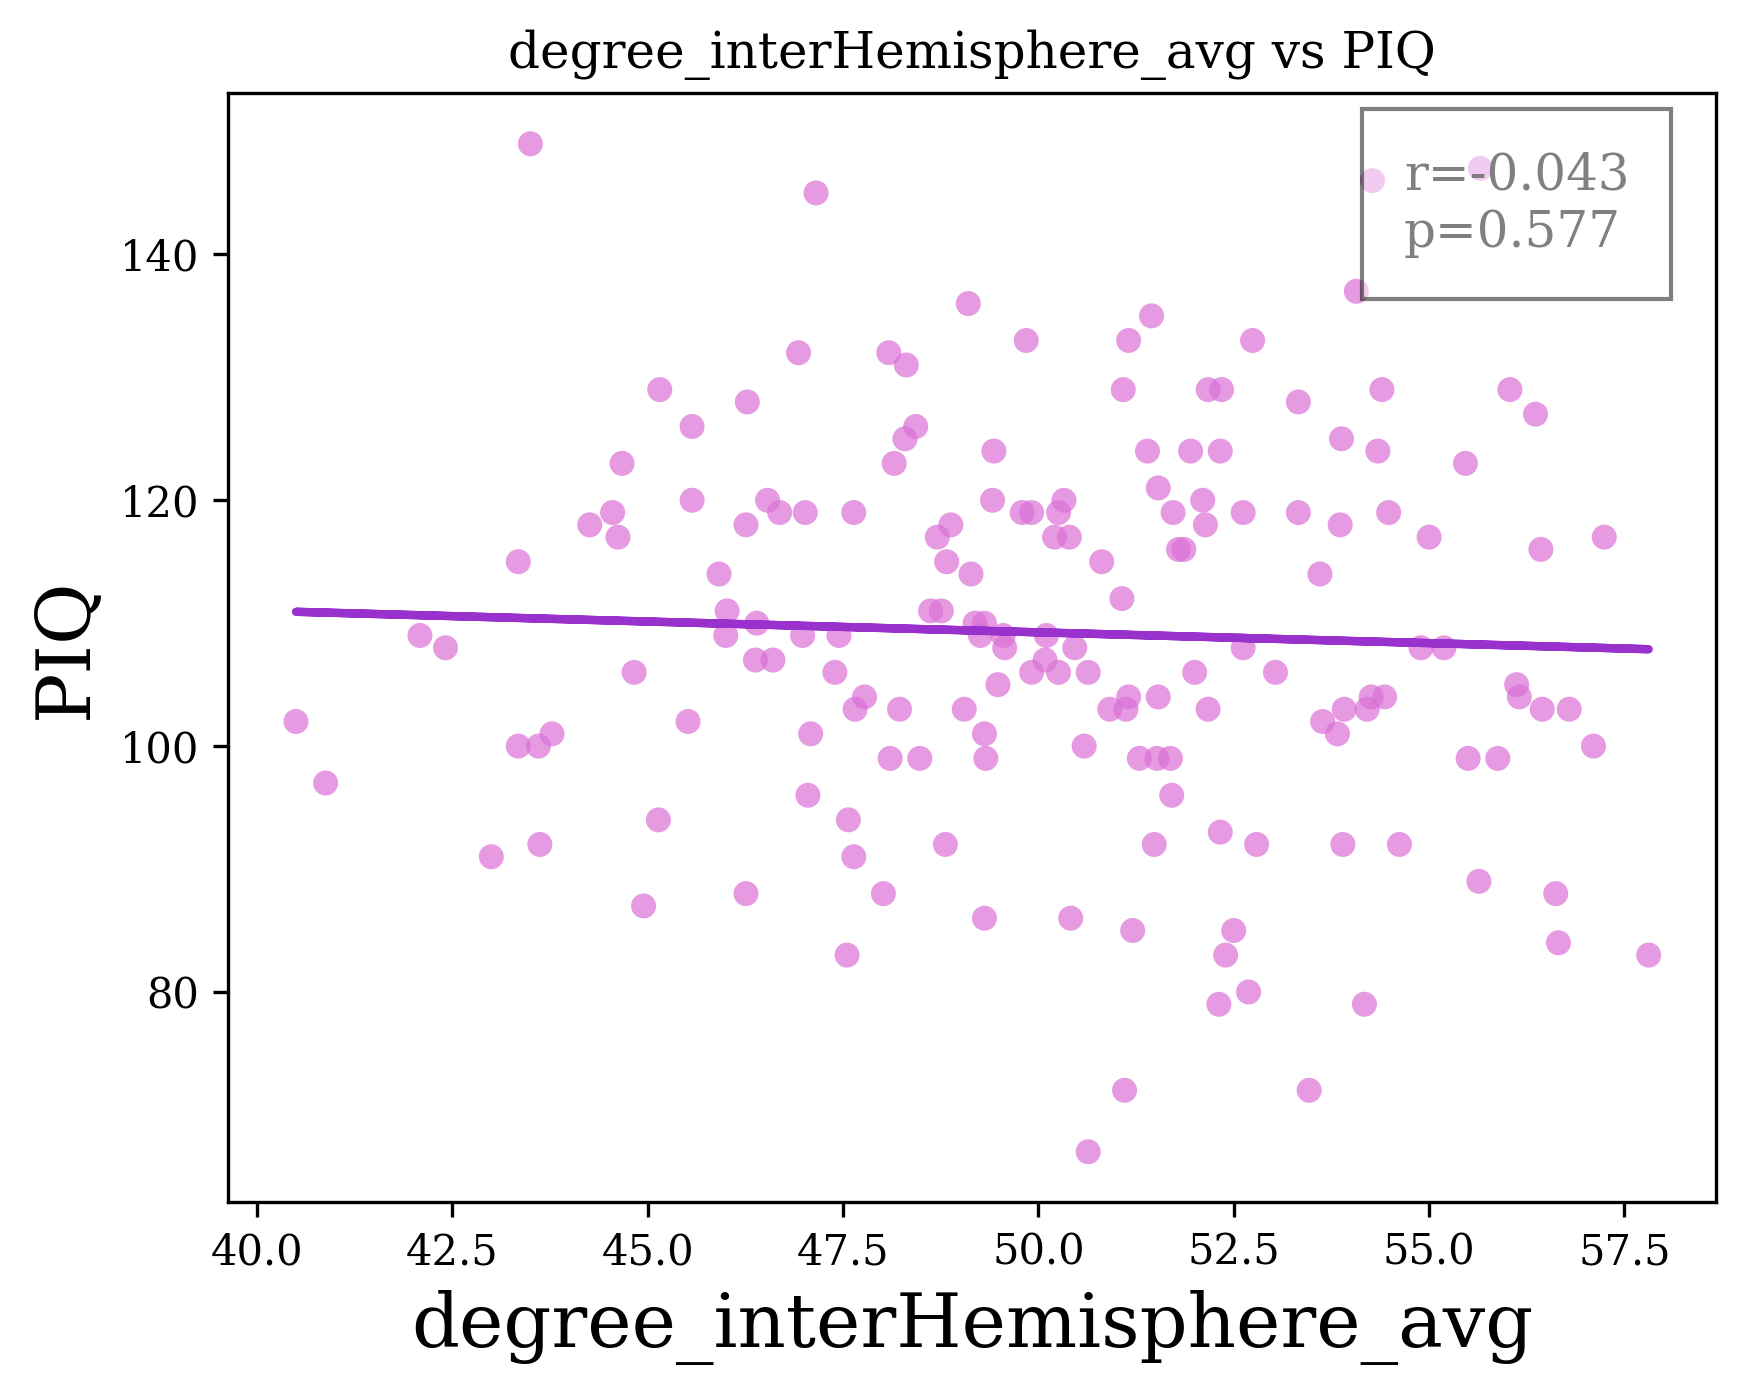 degree_interHemisphere_avg vs PIQ
r=-0.043
p=0.577
PIQ
140
120
100
80
40.0 42.5 45.0 47.5 50.0 52.5 55.0 57.5
degree_interHemisphere_avg